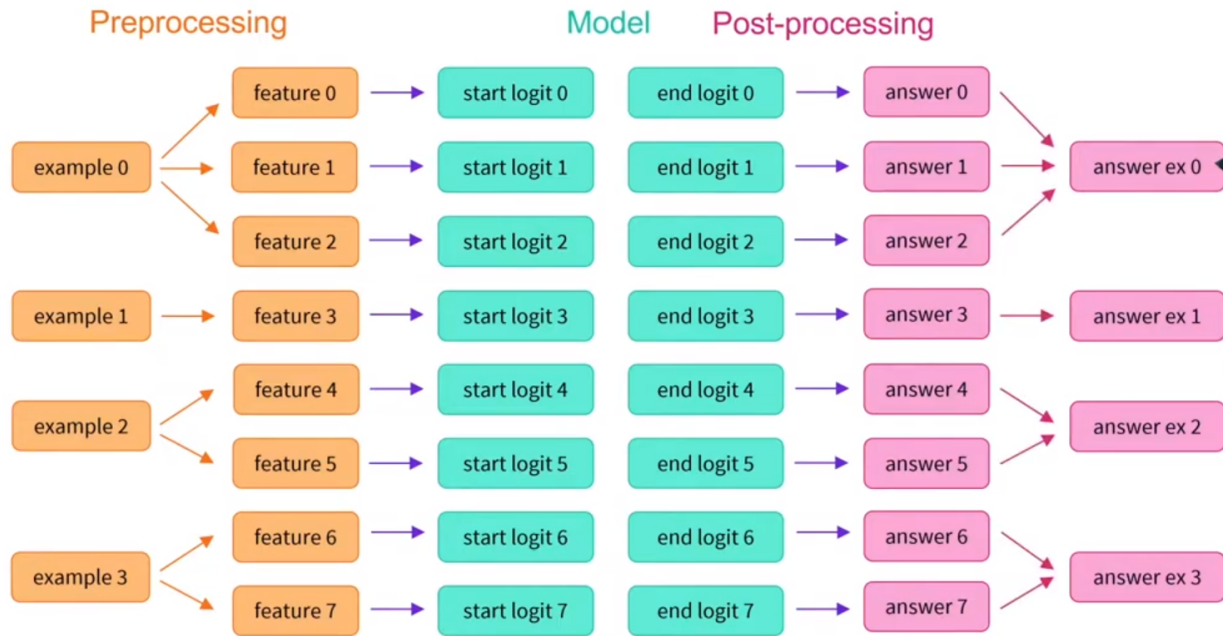 Preprocessing Model Post-processing
feature 0 start logit 0 end logit 0 answer 0
example 0 feature 1 start logit 1 end logit 1 answer 1 answer ex 0
feature 2 start logit 2 end logit 2 answer 2
example 1 feature 3 start logit 3 end logit 3 answer 3 answer ex 1
feature 4 start logit 4 end logit 4 answer 4
example 2 answer ex 2
feature 5 start logit 5 end logit 5 answer 5
feature 6 start logit 6 end logit 6 answer 6
example 3 answer ex 3
feature 7 start logit 7 end logit 7 answer 7